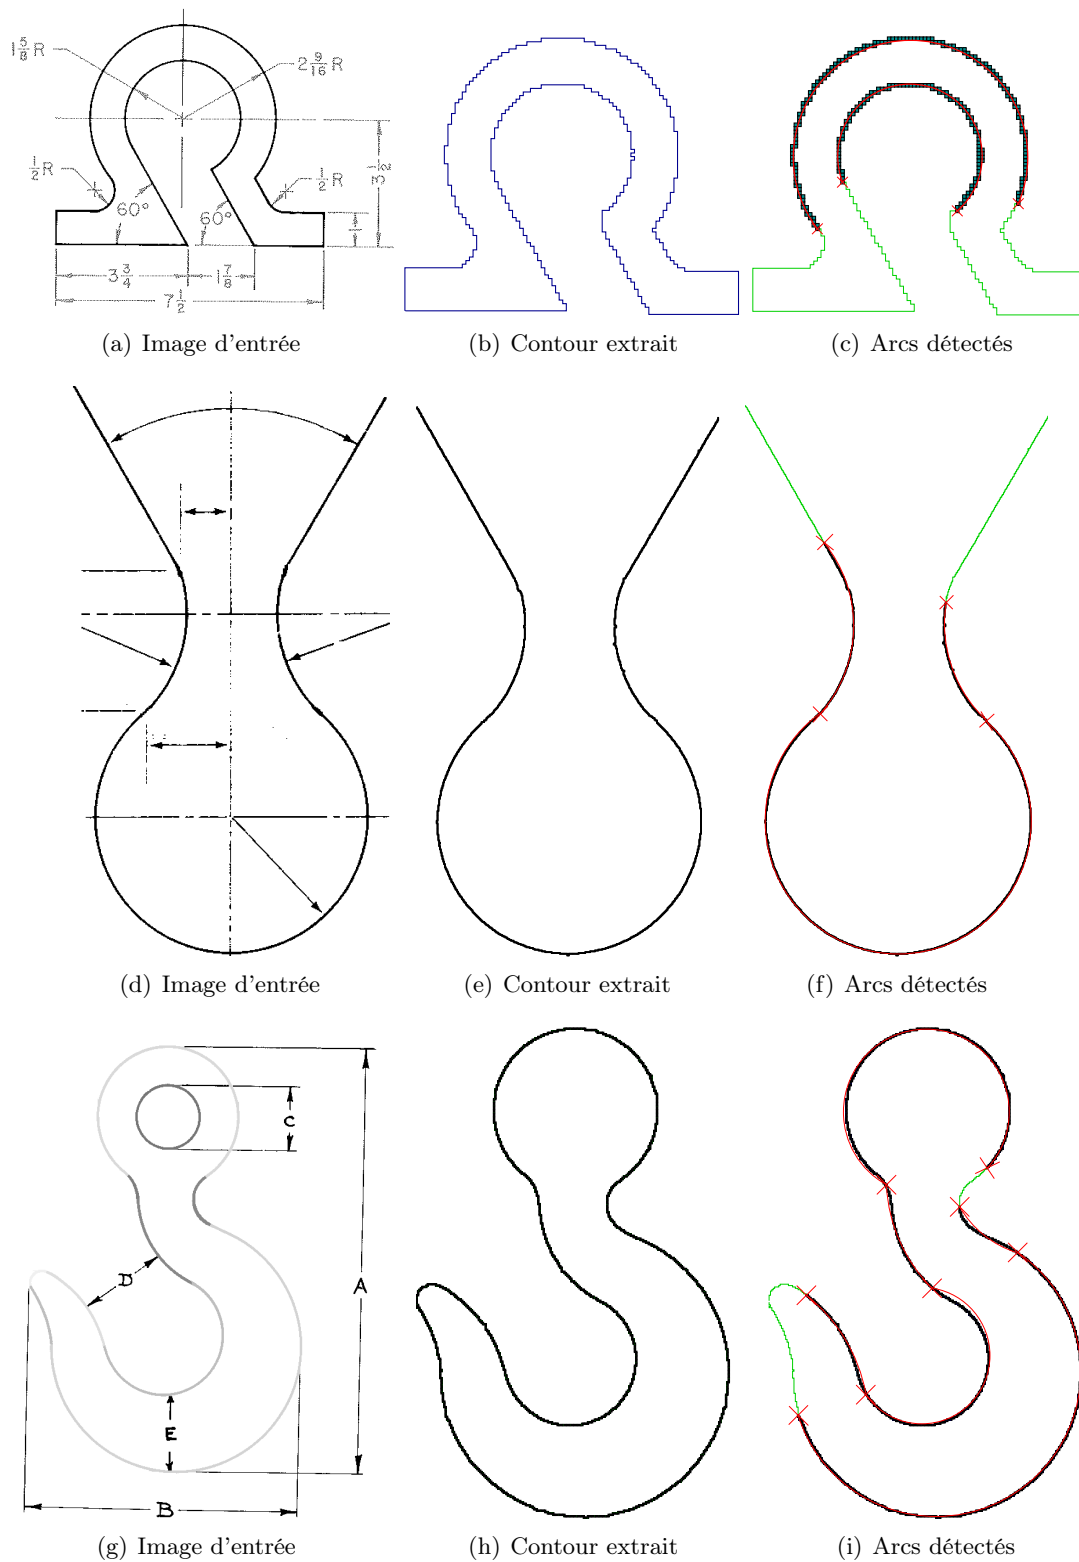 1 5/8 R
2 9/16 R
1/2 R
1/2 R
3 1/2
60°
60°
1
3 3/4
1 7/8
7 1/2
(a) Image d'entrée
(b) Contour extrait
(c) Arcs détectés
(d) Image d'entrée
(e) Contour extrait
(f) Arcs détectés
C
D
A
E
B
(g) Image d'entrée
(h) Contour extrait
(i) Arcs détectés